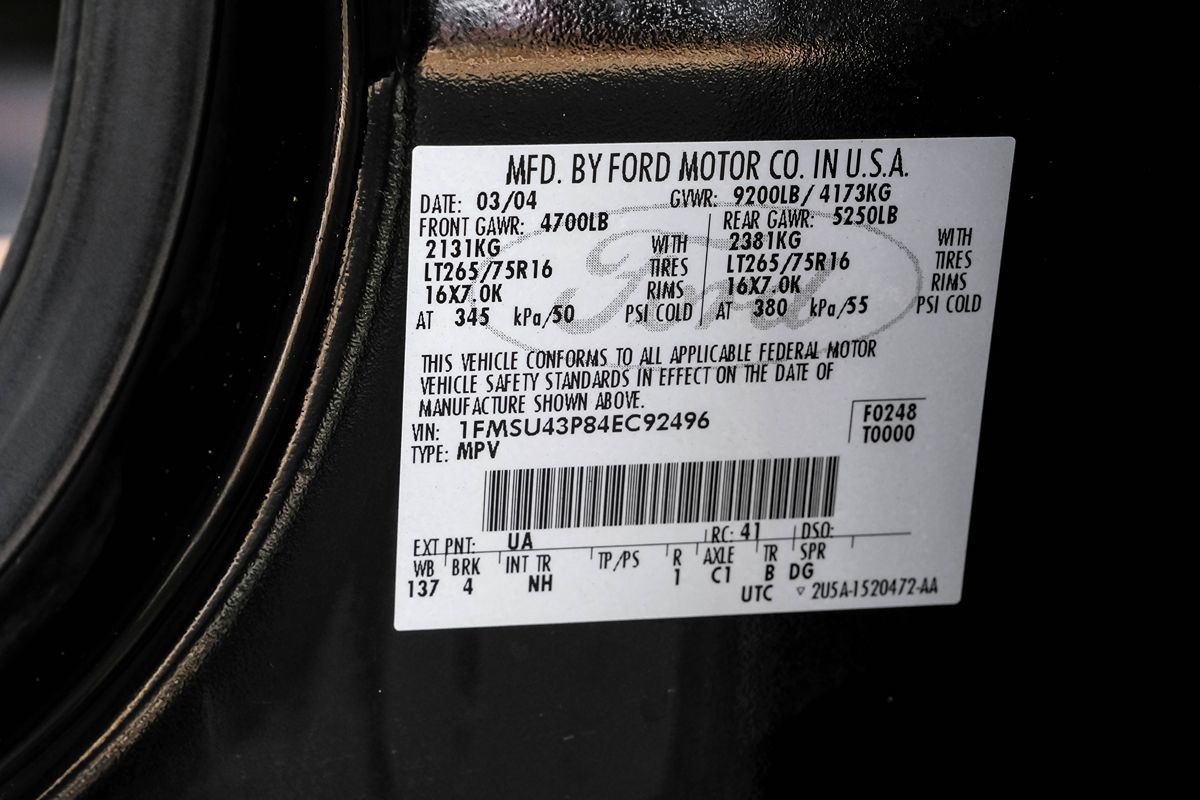 MFD. BY FORD MOTOR CO. IN U.S.A.
DATE: 03/04 GVWR: 9200LB/ 4173KG
FRONT GAWR: 4700LB REAR GAWR: 5250LB
2131KG WITH 2381KG WITH
LT265/75R16 TIRES LT265/75R16 TIRES
16X7.0K RIMS 16X7.0K RIMS
AT 345 kPa/50 PSI COLD AT 380 kPa/55 PSI COLD
Ford
THIS VEHICLE CONFORMS TO ALL APPLICABLE FEDERAL MOTOR
VEHICLE SAFETY STANDARDS IN EFFECT ON THE DATE OF
MANUFACTURE SHOWN ABOVE.
VIN: 1FMSU43P84EC92496 F0248
TYPE: MPV T0000
EXT PNT: UA RC: 41 DSO:
WB BRK INT TR TP/PS R AXLE TR SPR
137 4 NH 1 C1 B DG
UTC ▽ 2U5A-1520472-AA